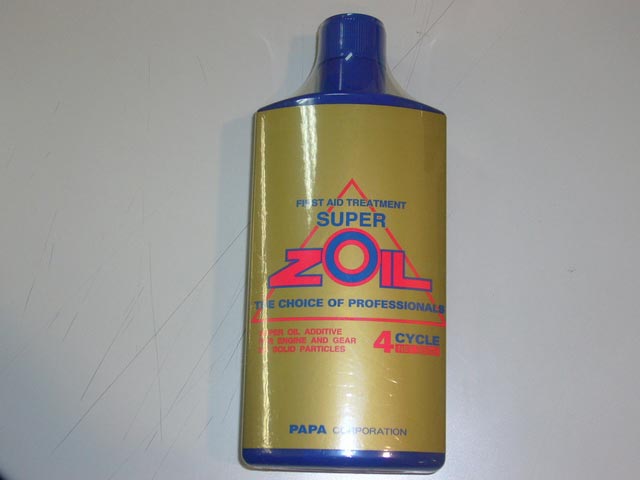 FIRST AID TREATMENT
SUPER
ZOIL
THE CHOICE OF PROFESSIONALS
SUPER OIL ADDITIVE
ENGINE AND GEAR
SOLID PARTICLES
4 CYCLE
PAPA CORPORATION